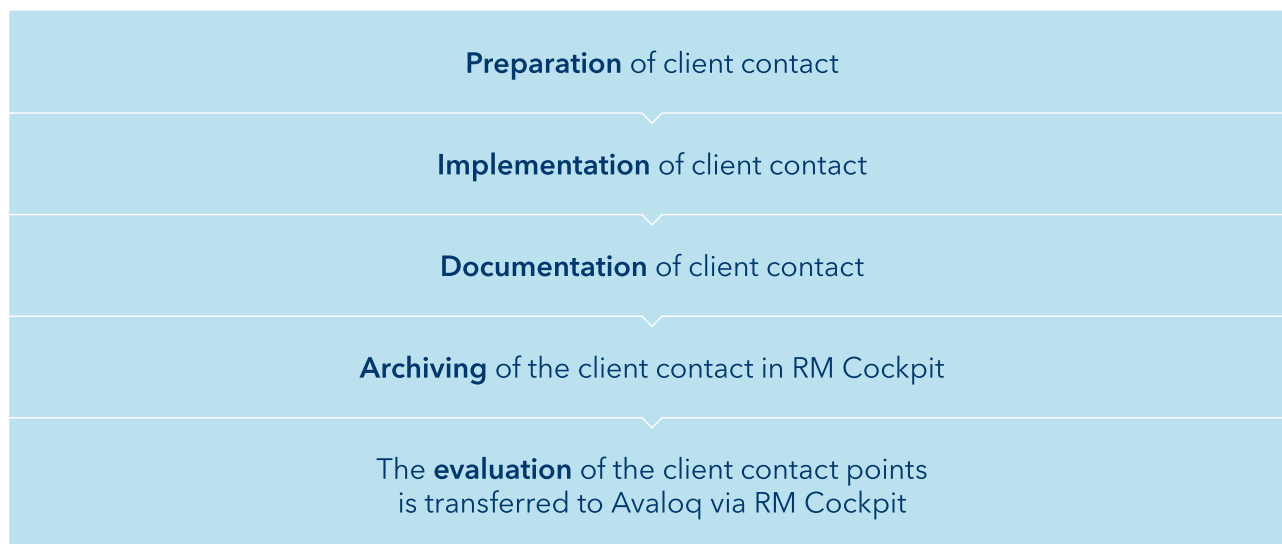 Preparation of client contact
Implementation of client contact
Documentation of client contact
Archiving of the client contact in RM Cockpit
The evaluation of the client contact points
is transferred to Avaloq via RM Cockpit